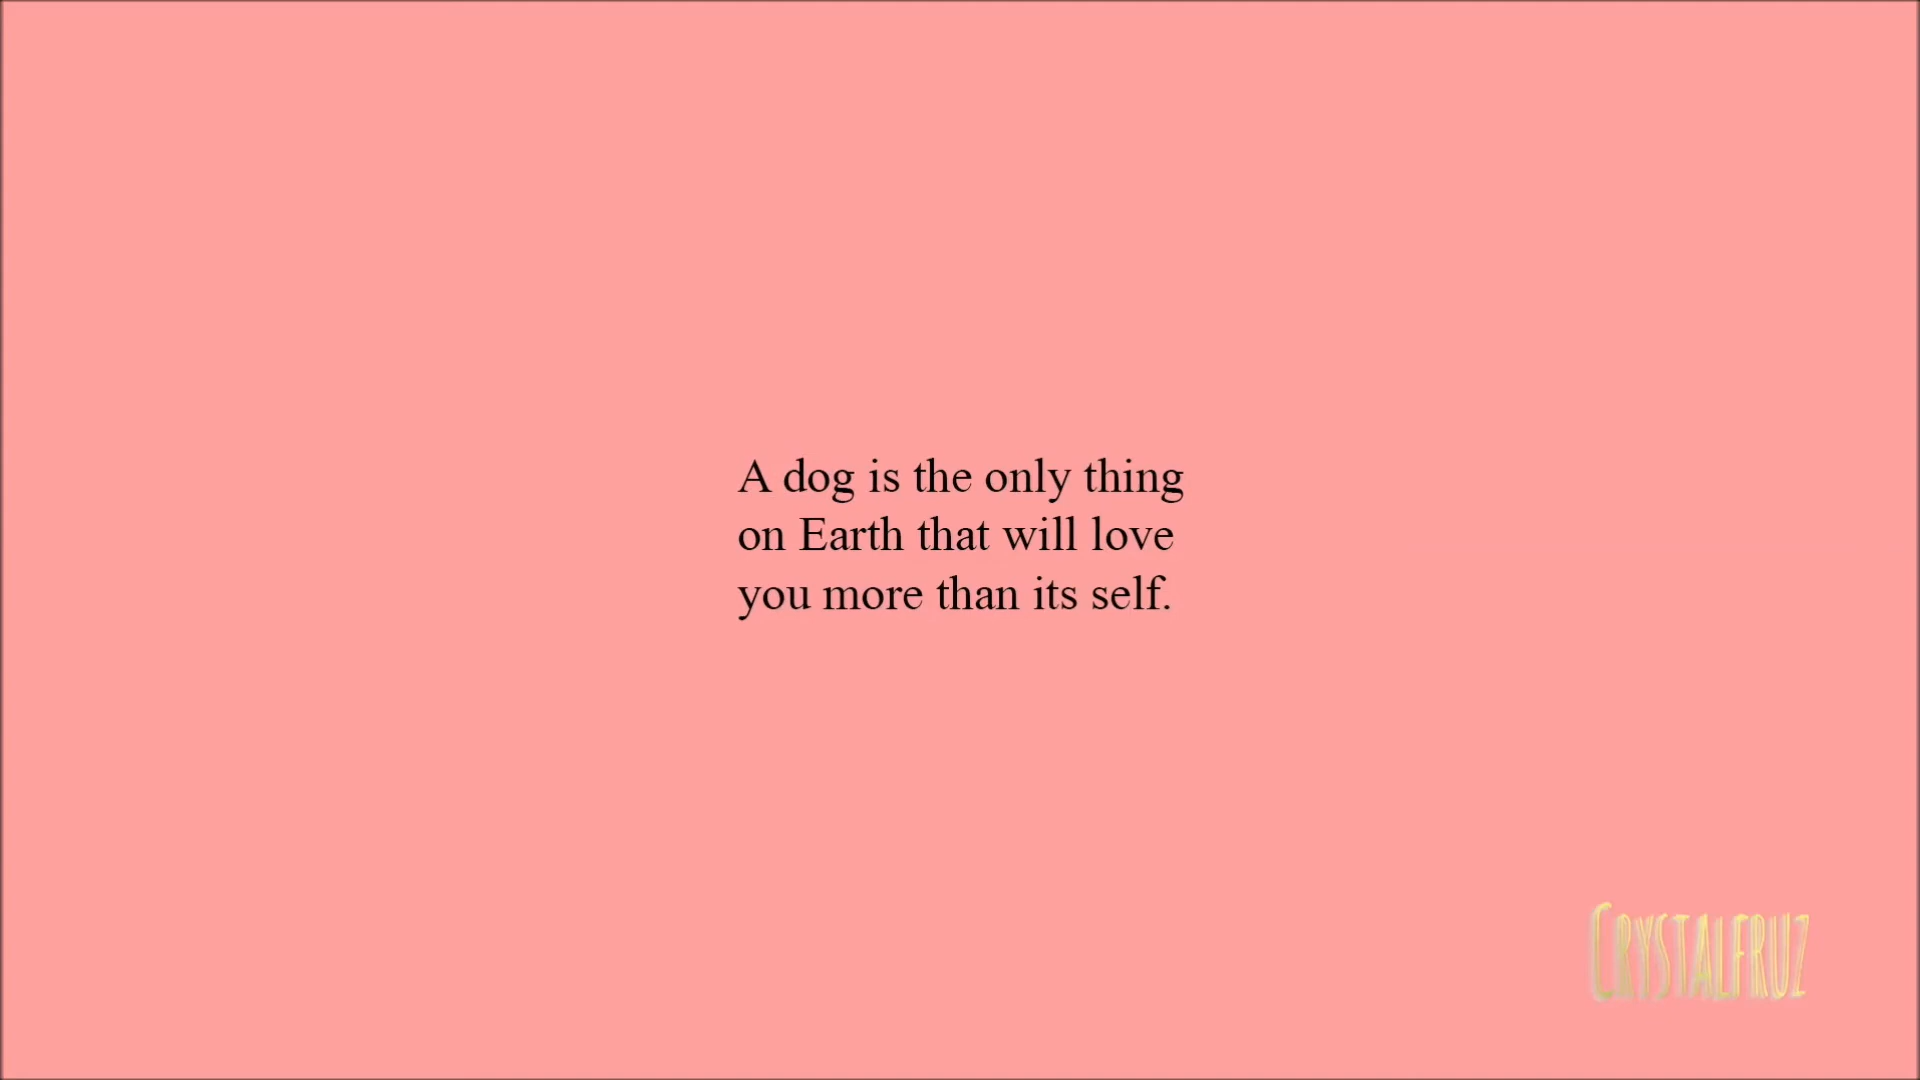 A dog is the only thing
on Earth that will love
you more than its self.
Crystalfruz